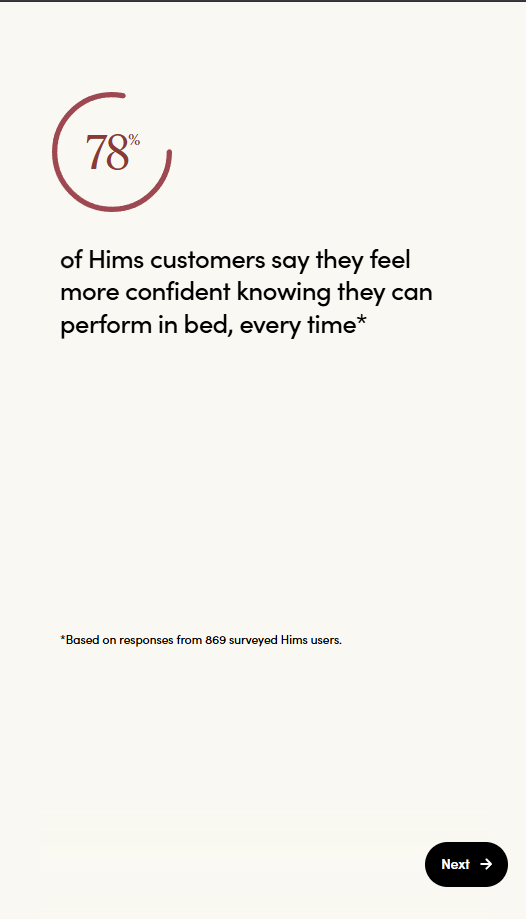 78%
of Hims customers say they feel
more confident knowing they can
perform in bed, every time*
*Based on responses from 869 surveyed Hims users.
Next →